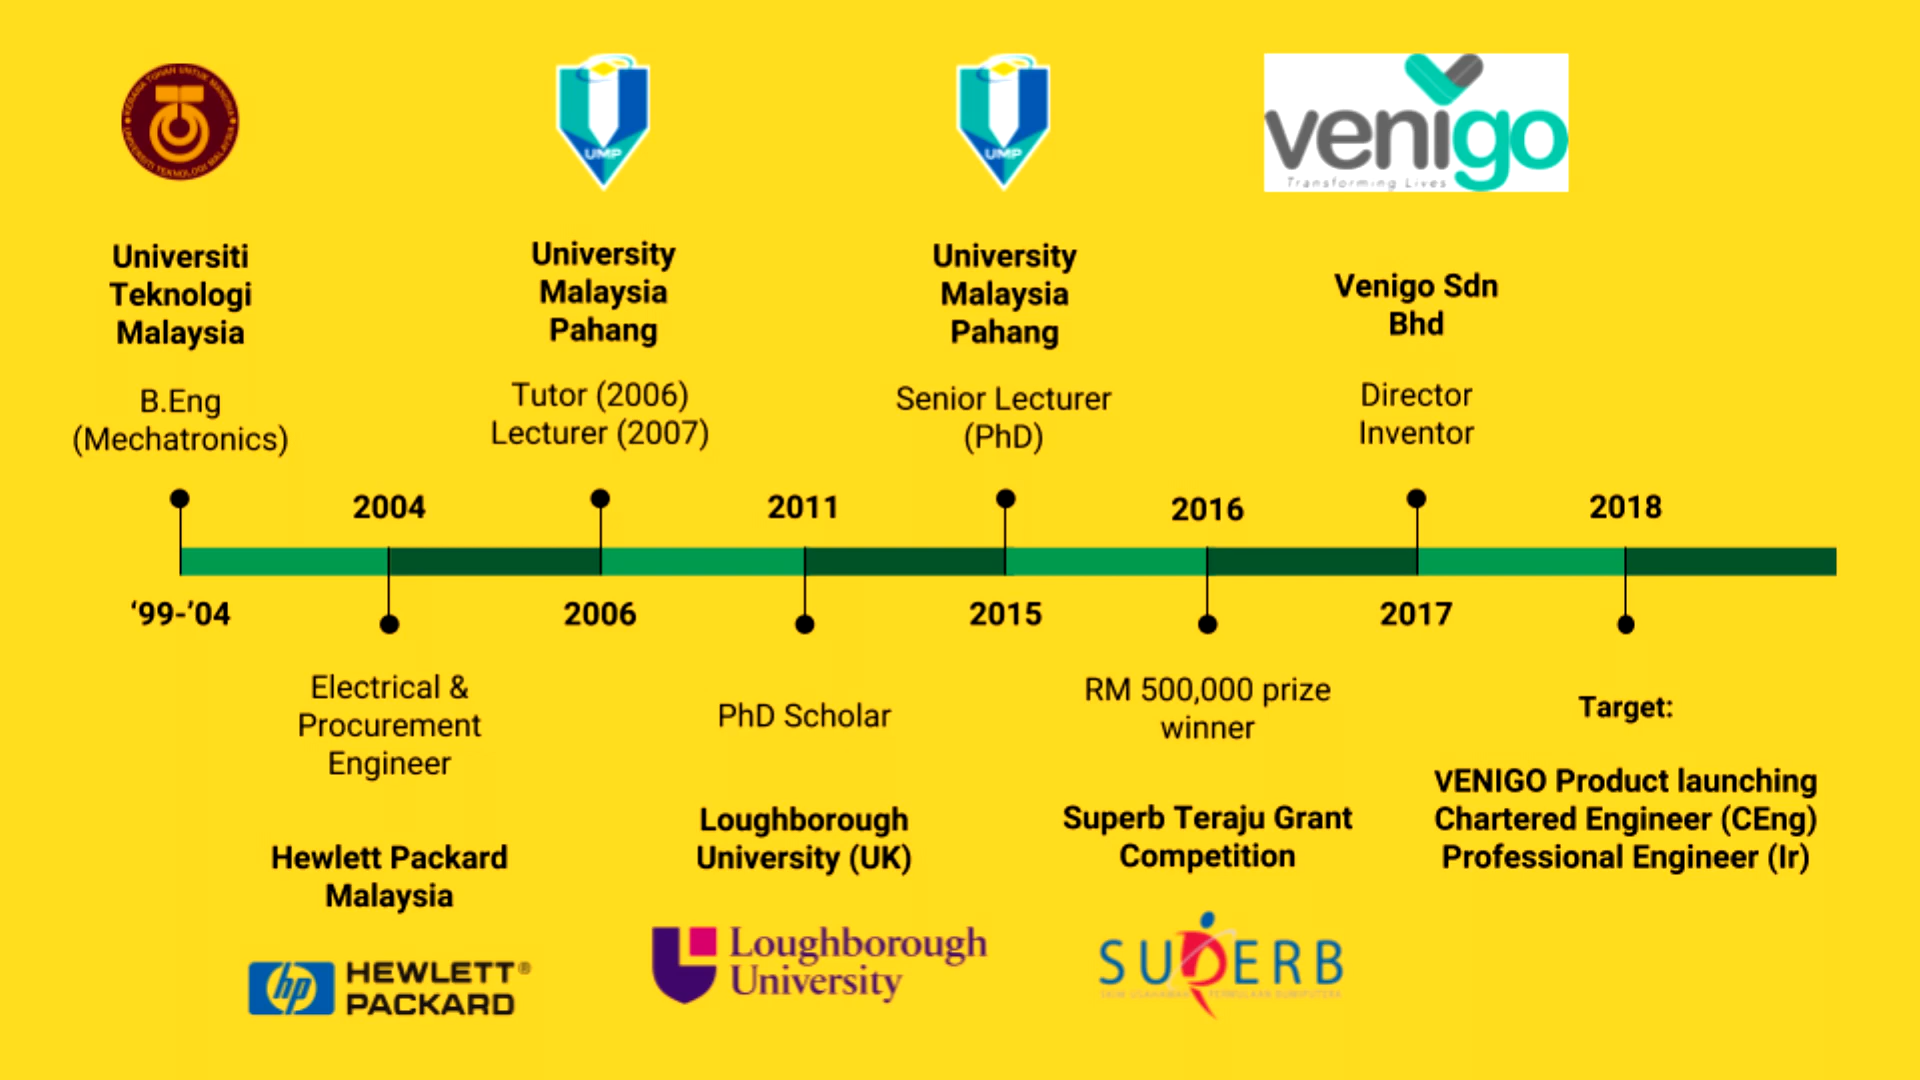 UMP
UMP
venigo
Transforming Lives
Universiti
Teknologi
Malaysia
B.Eng
(Mechatronics)
University
Malaysia
Pahang
Tutor (2006)
Lecturer (2007)
University
Malaysia
Pahang
Senior Lecturer
(PhD)
Venigo Sdn
Bhd
Director
Inventor
2004
2011
2016
2018
‘99-’04
2006
2015
2017
Electrical &
Procurement
Engineer
Hewlett Packard
Malaysia
hp HEWLETT®
PACKARD
PhD Scholar
Loughborough
University (UK)
Loughborough
University
RM 500,000 prize
winner
Superb Teraju Grant
Competition
SUPERB
Target:
VENIGO Product launching
Chartered Engineer (CEng)
Professional Engineer (Ir)